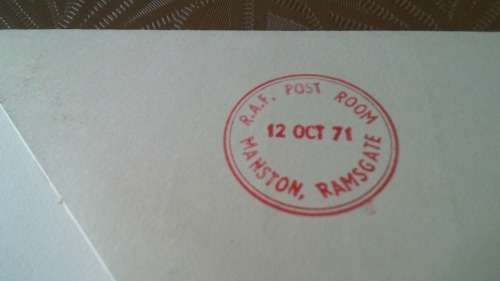 R.A.F. POST ROOM
12 OCT 71
MANSTON, RAMSGATE